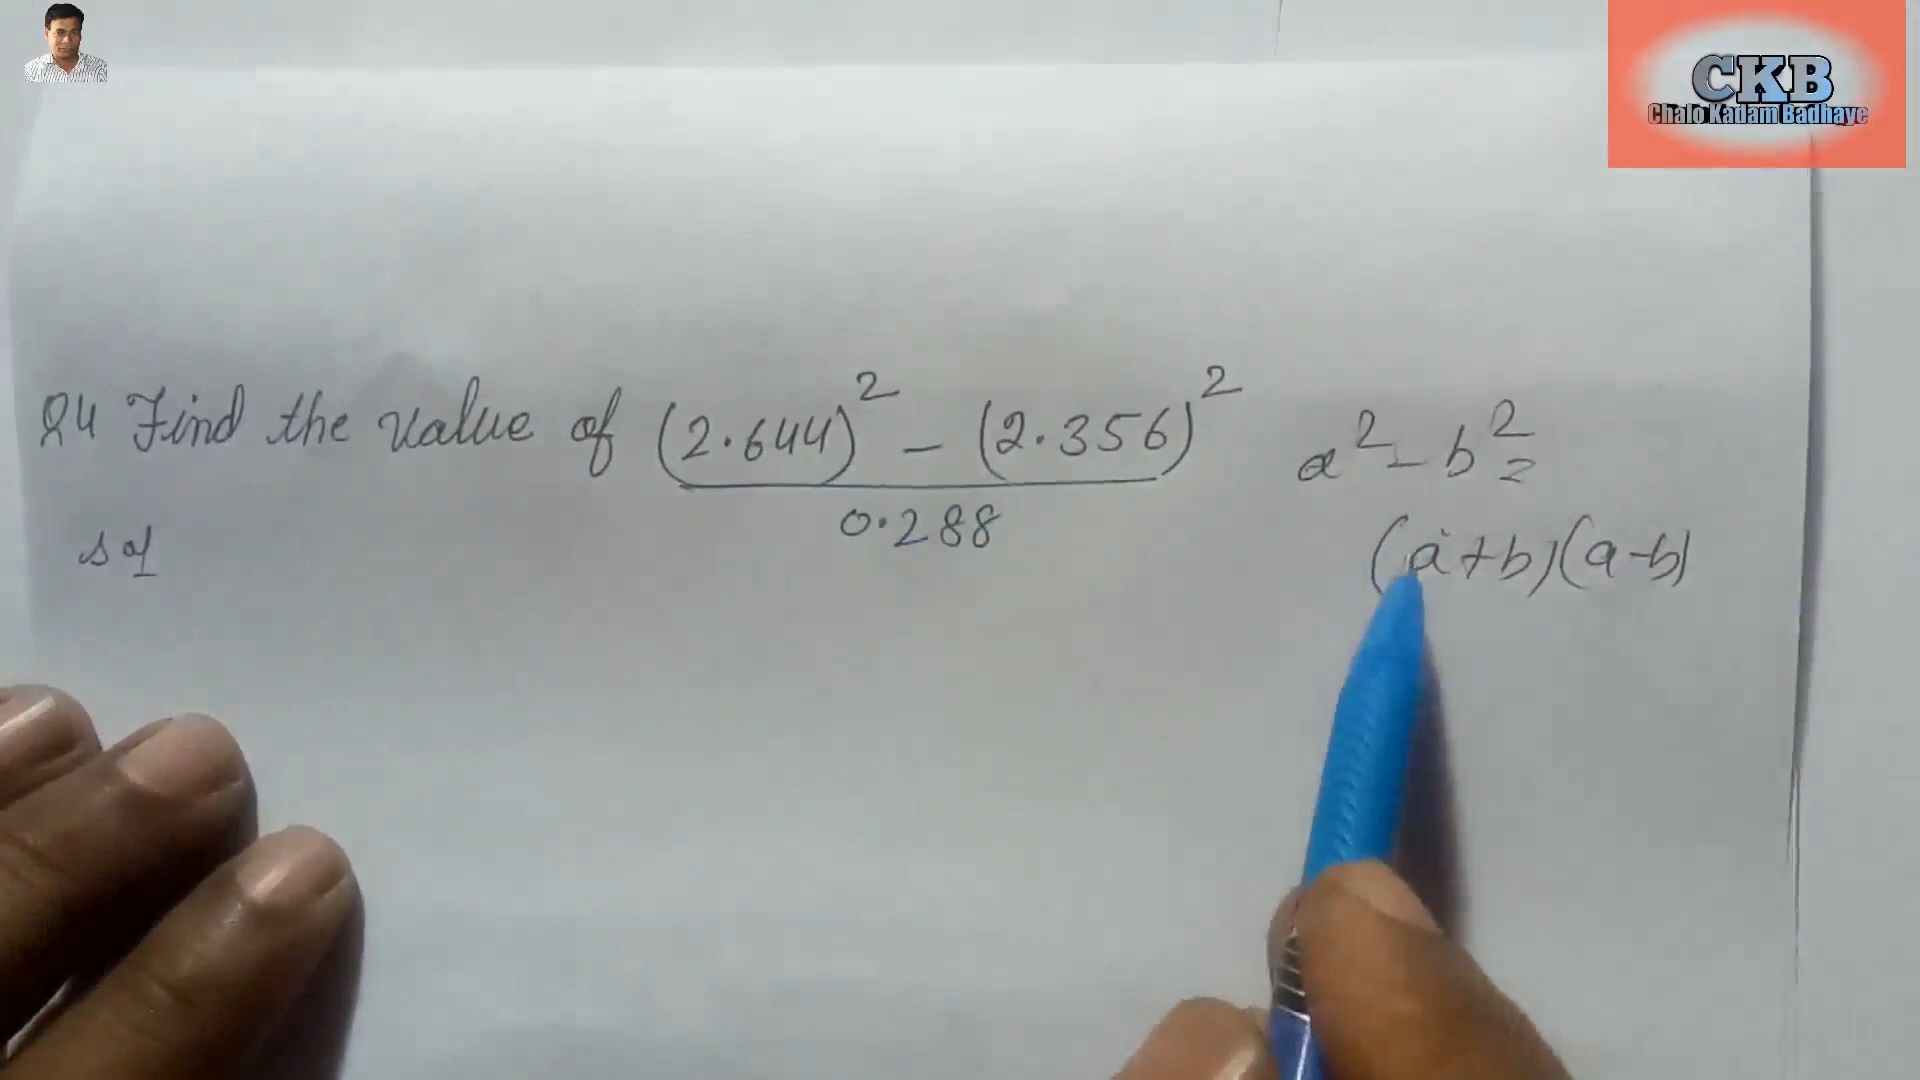 CKB
Chalo Kadam Badhaye
Q4 Find the value of (2.644)² - (2.356)²
0.288
a² - b² =
(a+b)(a-b)
sol